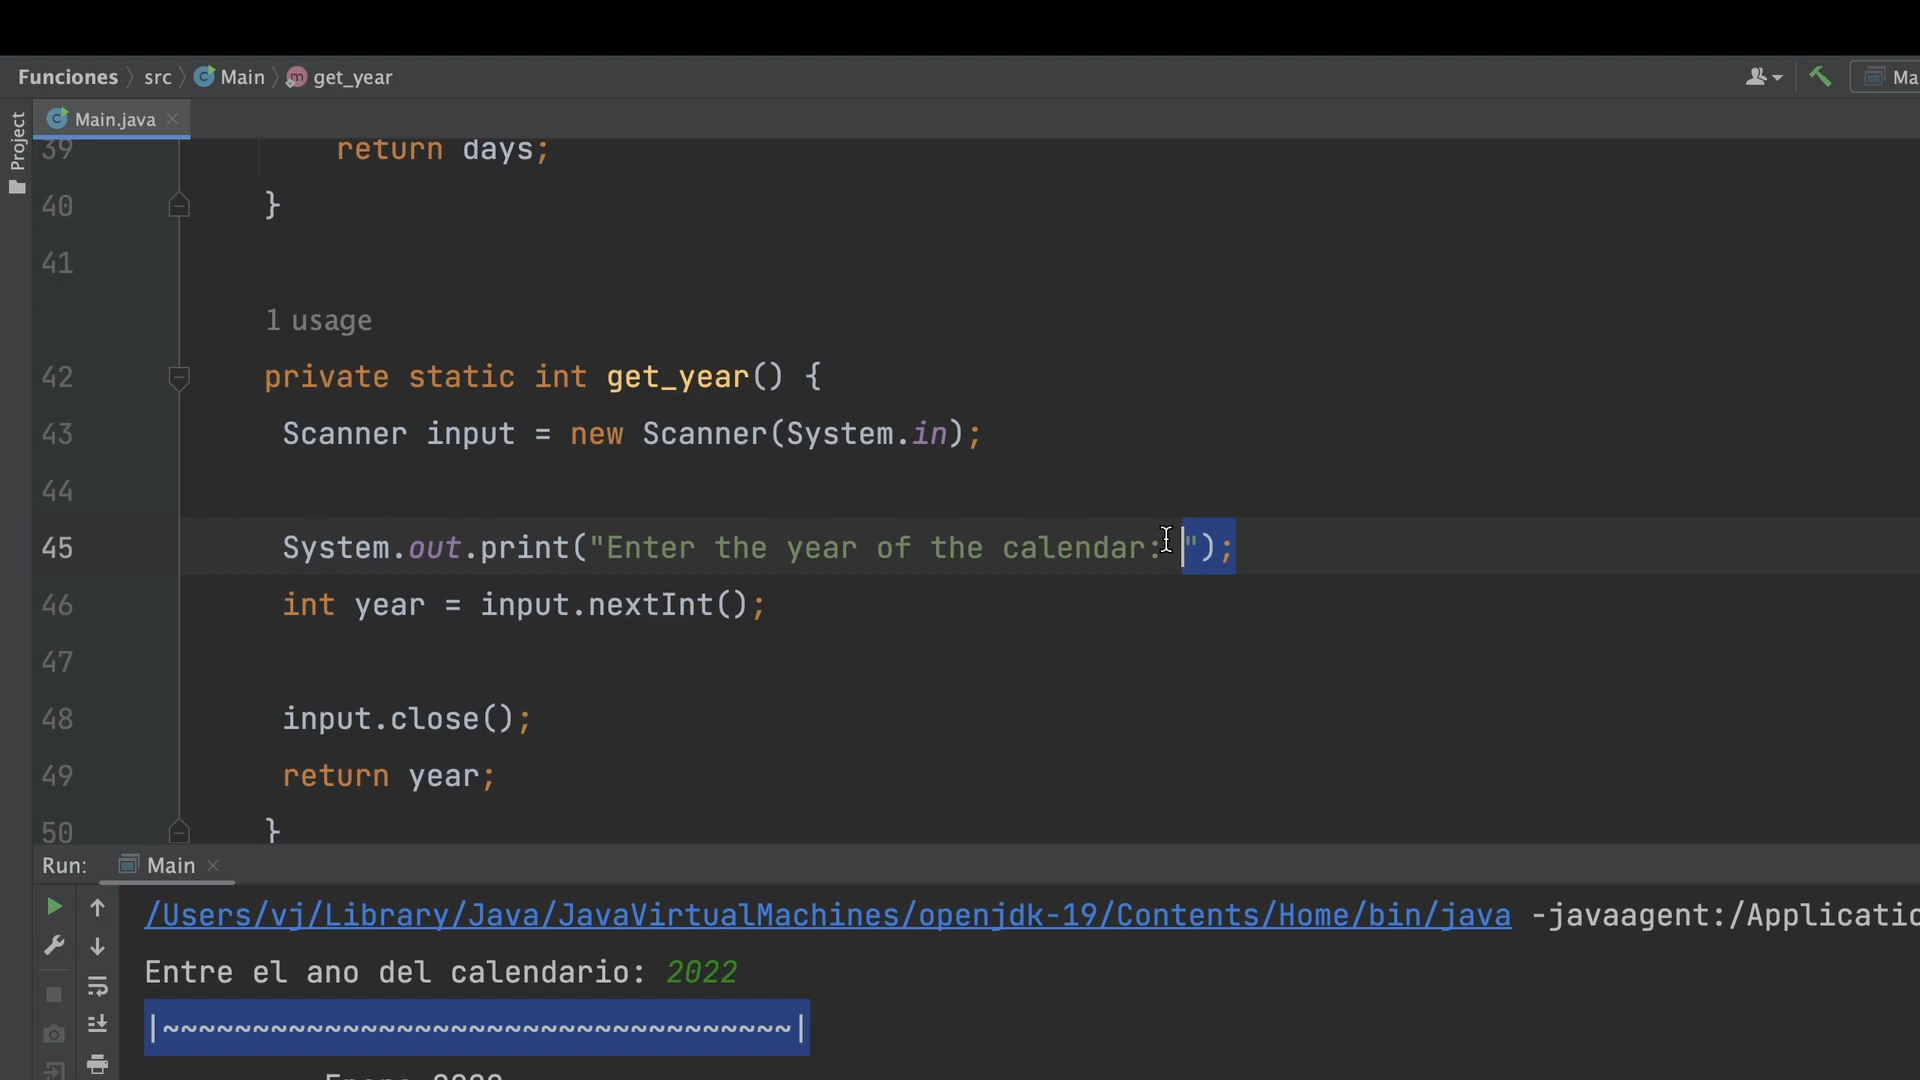 Funciones src Main get_year Ma
Project
Main.java
39 return days;
40 }
41
1 usage
42 private static int get_year() {
43 Scanner input = new Scanner(System.in);
44
45 System.out.print("Enter the year of the calendar: ");
46 int year = input.nextInt();
47
48 input.close();
49 return year;
50 }
Run: Main
/Users/vj/Library/Java/JavaVirtualMachines/openjdk-19/Contents/Home/bin/java -javaagent:/Applicatio
Entre el ano del calendario: 2022
|~~~~~~~~~~~~~~~~~~~~~~~~~~~~~~~~~~~|